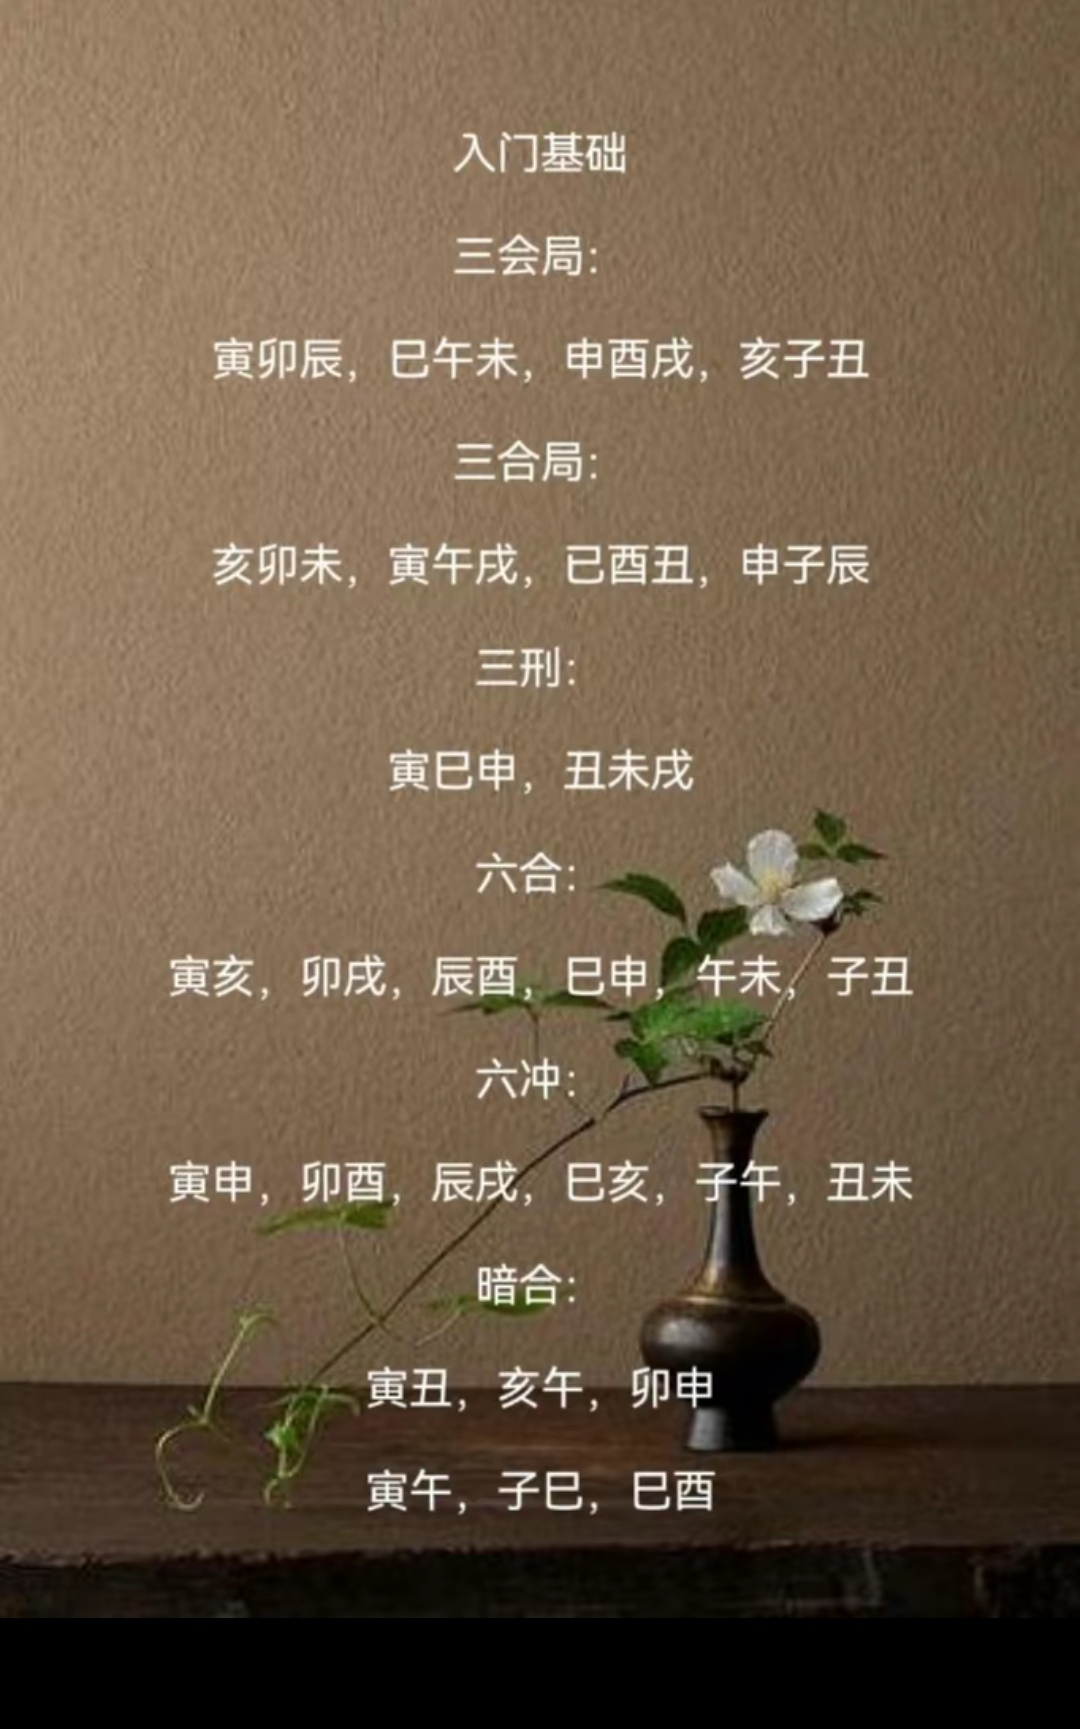 入门基础
三会局：
寅卯辰，巳午未，申酉戌，亥子丑
三合局：
亥卯未，寅午戌，已酉丑，申子辰
三刑：
寅巳申，丑未戌
六合：
寅亥，卯戌，辰酉，巳申，午未，子丑
六冲：
寅申，卯酉，辰戌，巳亥，子午，丑未
暗合：
寅丑，亥午，卯申
寅午，子巳，巳酉